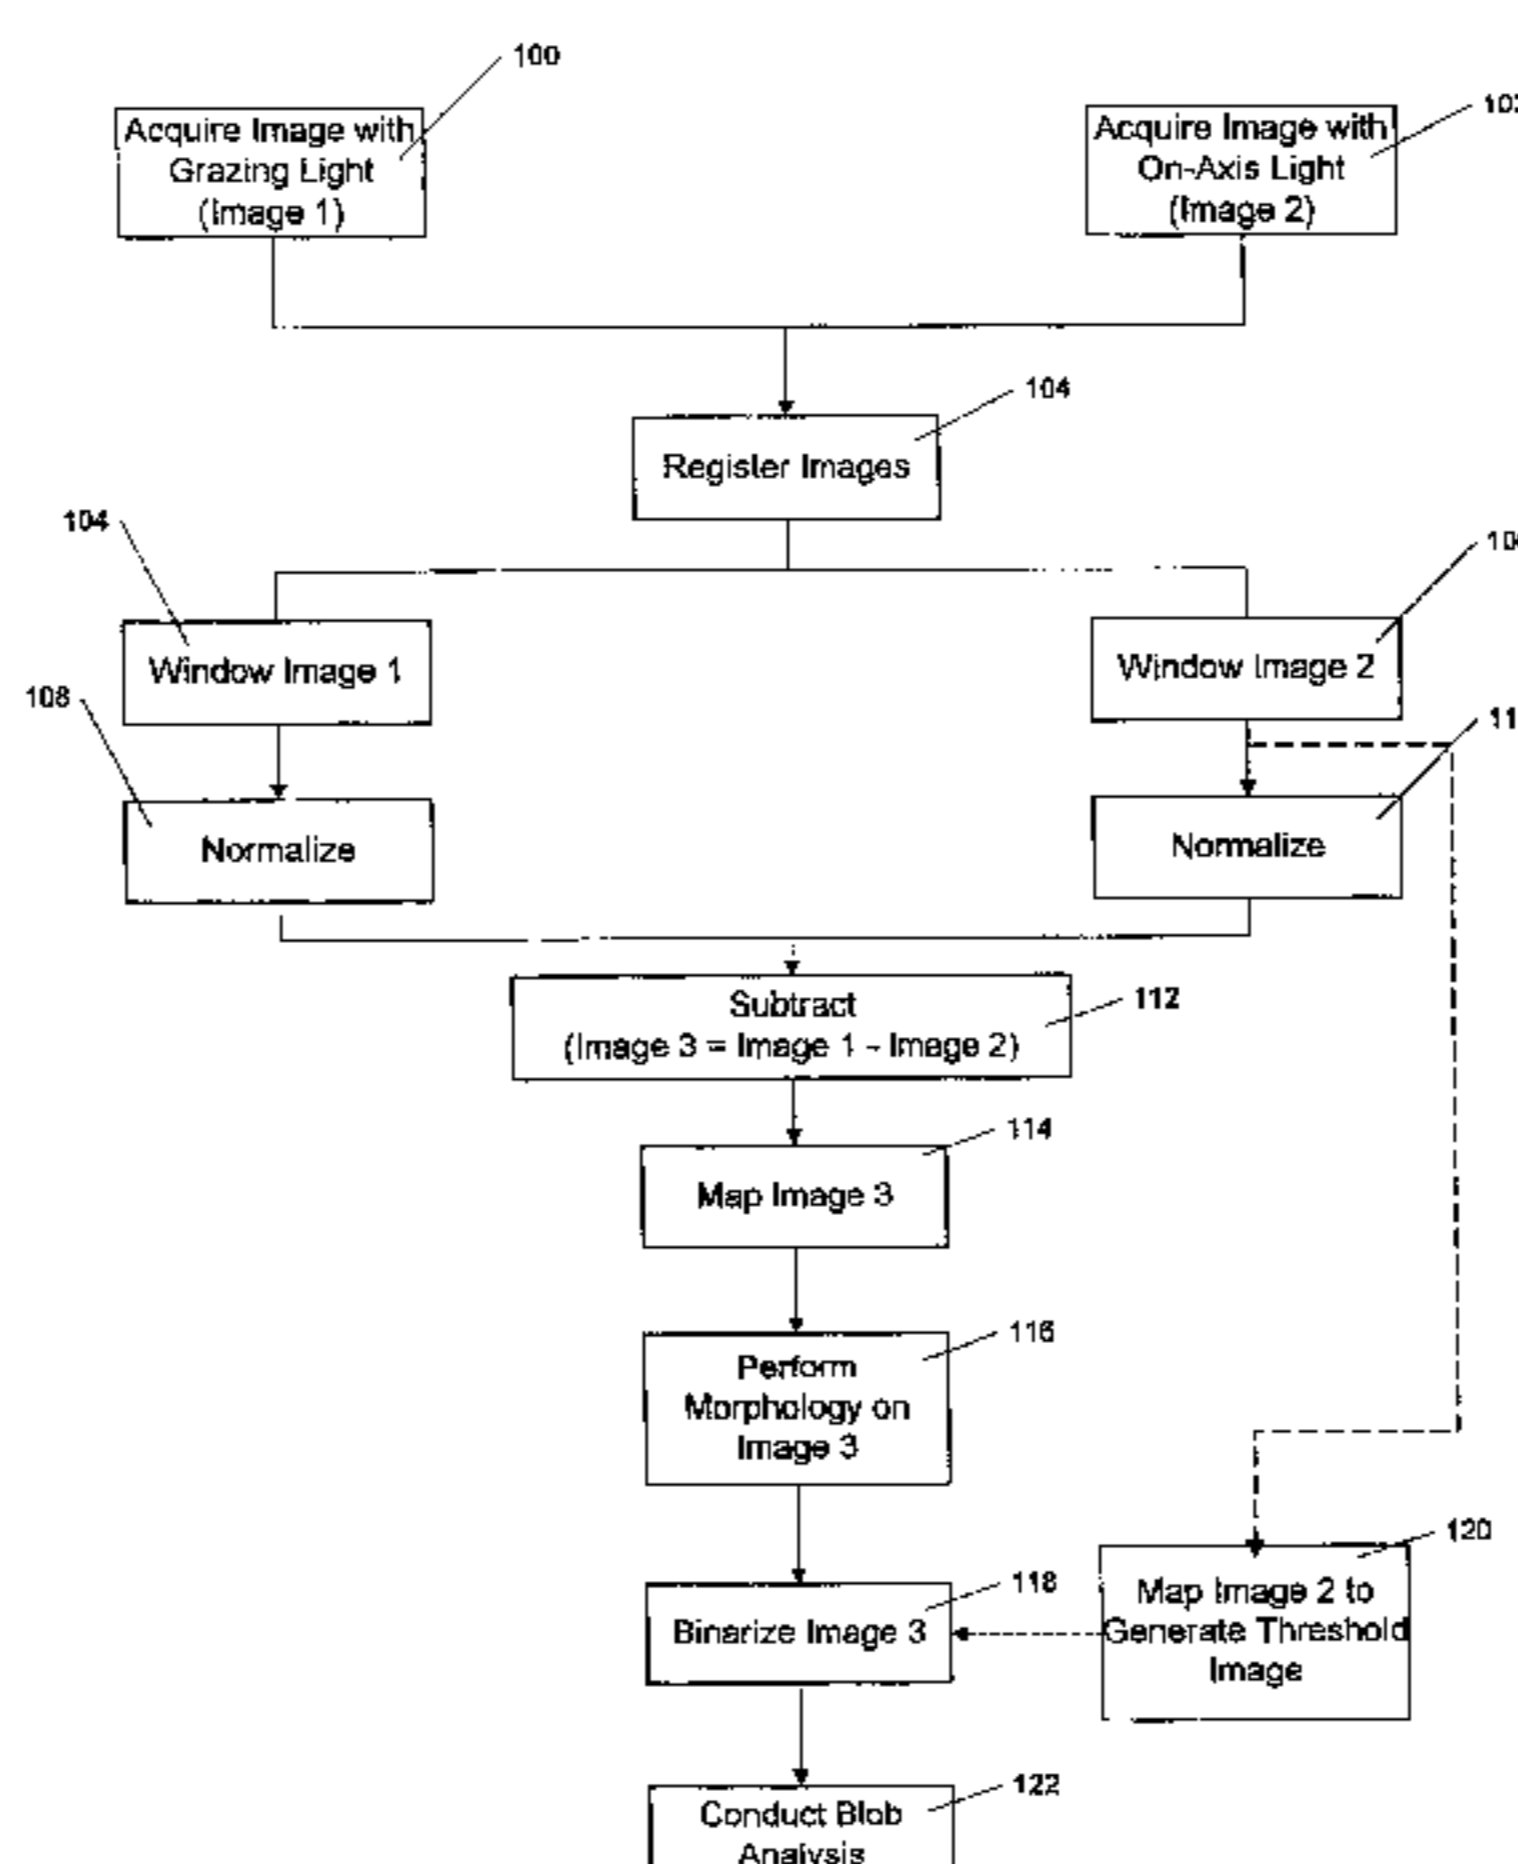 100
Acquire Image with
Grazing Light
(Image 1)
Acquire Image with
On-Axis Light
(Image 2)
104
Register Images
104
Window Image 1
Window Image 2
108
Normalize
Normalize
Subtract
(Image 3 = Image 1 - Image 2)
112
114
Map Image 3
116
Perform
Morphology on
Image 3
120
Map Image 2 to
Generate Threshold
Image
118
Binarize Image 3
122
Conduct Blob
Analysis